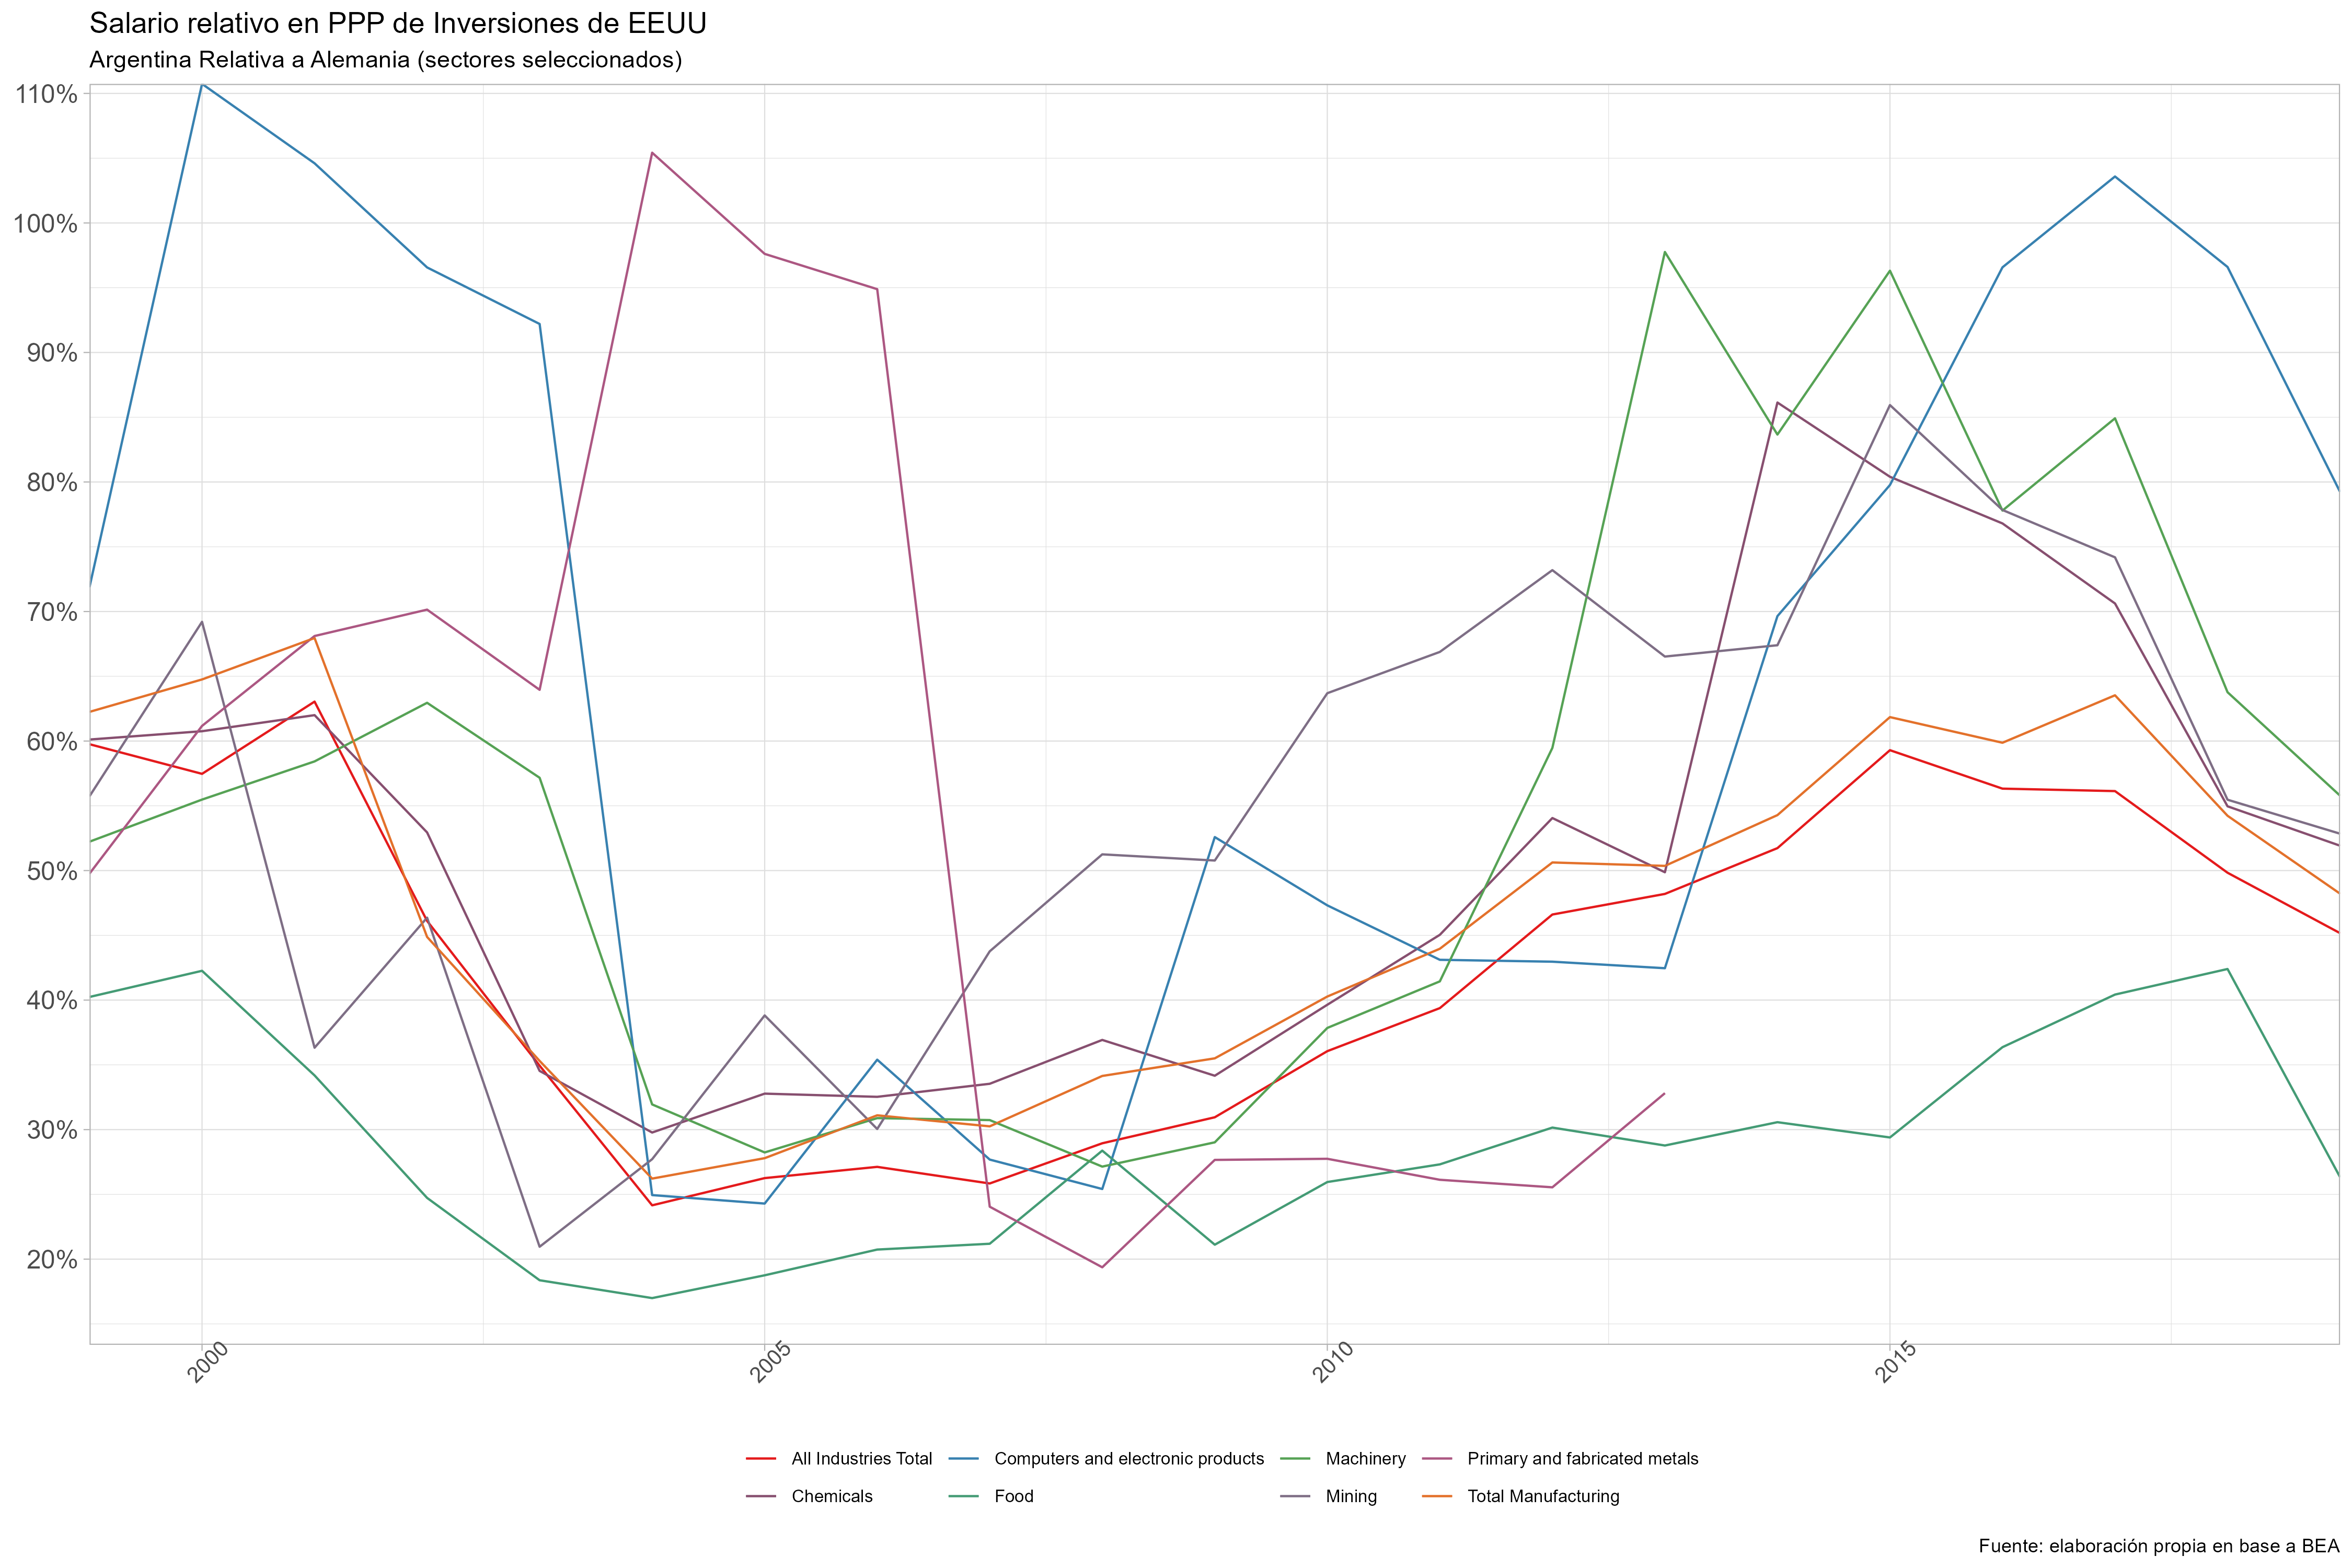 Salario relativo en PPP de Inversiones de EEUU
Argentina Relativa a Alemania (sectores seleccionados)
110%
100%
90%
80%
70%
60%
50%
40%
30%
20%
2000 2005 2010 2015
All Industries Total Computers and electronic products Machinery Primary and fabricated metals
Chemicals Food Mining Total Manufacturing
Fuente: elaboración propia en base a BEA